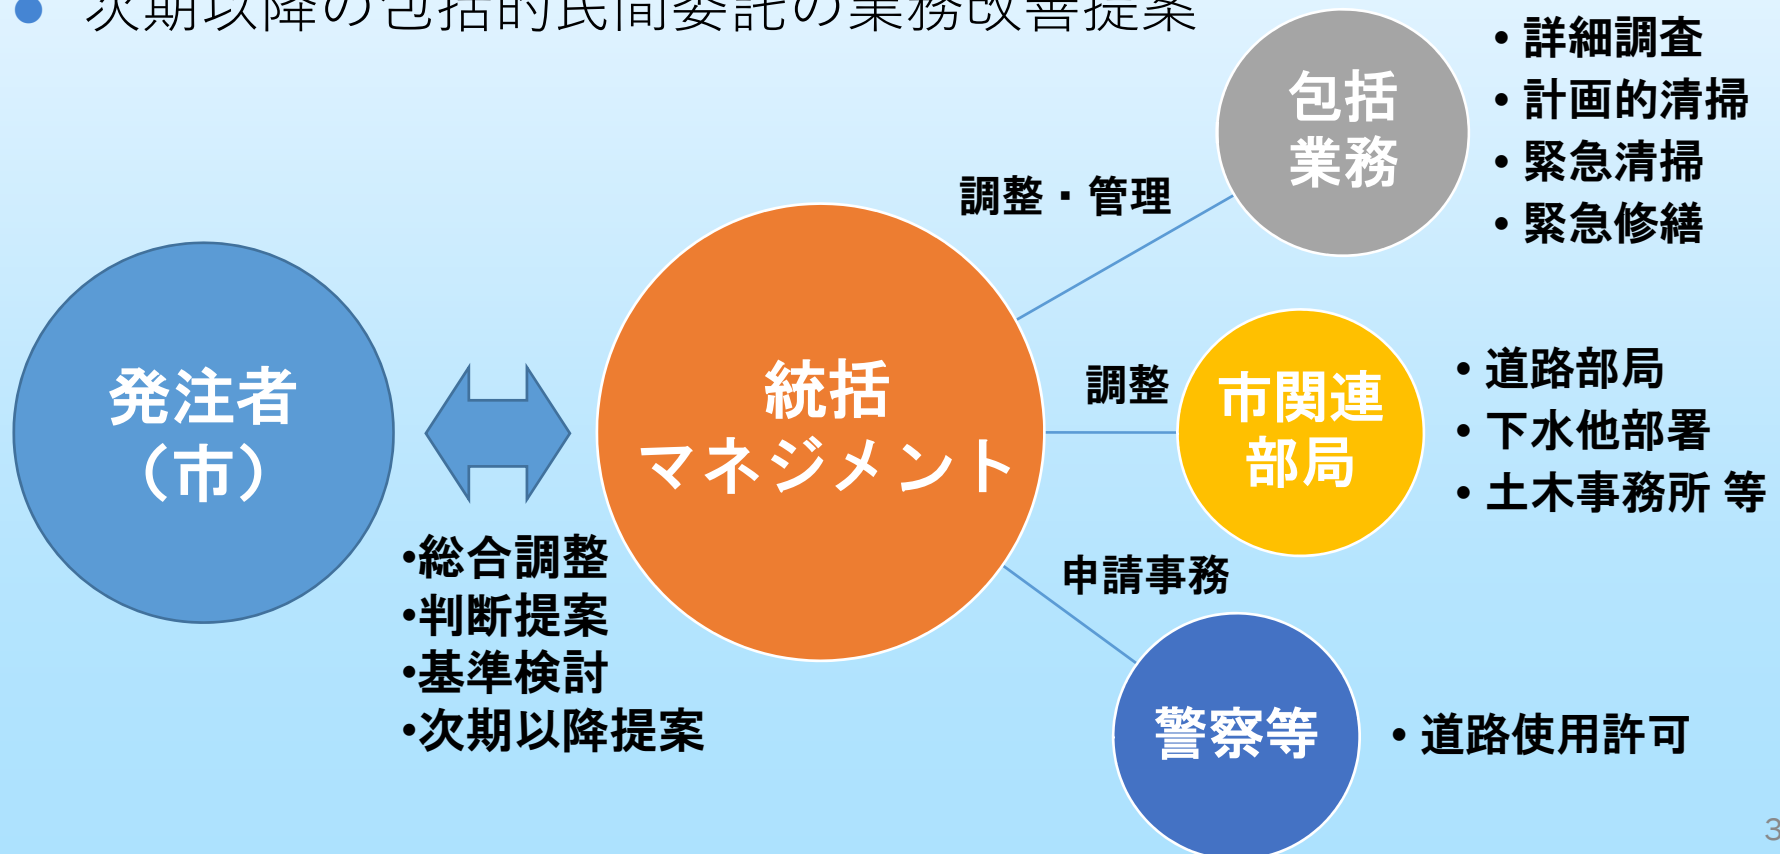 • 次期以降の包括的民間委託の業務改善提案
包括
業務
• 詳細調査
• 計画的清掃
• 緊急清掃
• 緊急修繕
調整・管理
発注者
（市）
統括
マネジメント
調整
市関連
部局
• 道路部局
• 下水他部署
• 土木事務所 等
•総合調整
•判断提案
•基準検討
•次期以降提案
申請事務
警察等
• 道路使用許可
3